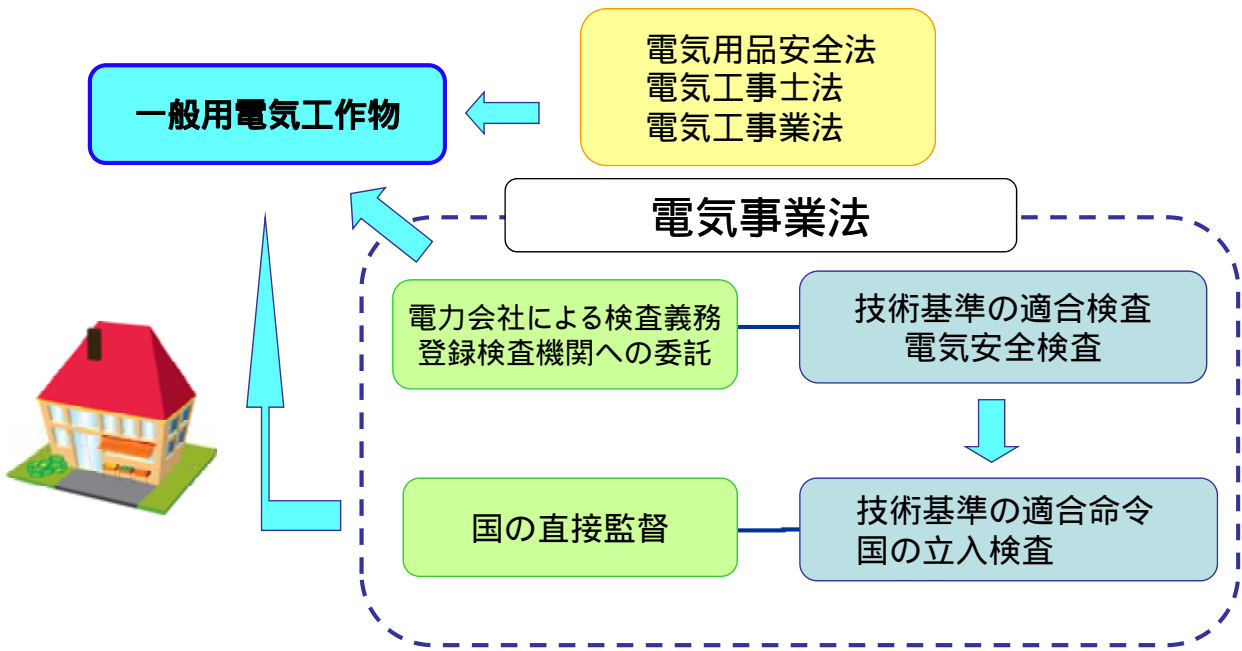 電気用品安全法
電気工事士法
電気工事業法
一般用電気工作物
電気事業法
電力会社による検査義務
登録検査機関への委託
技術基準の適合検査
電気安全検査
国の直接監督
技術基準の適合命令
国の立入検査